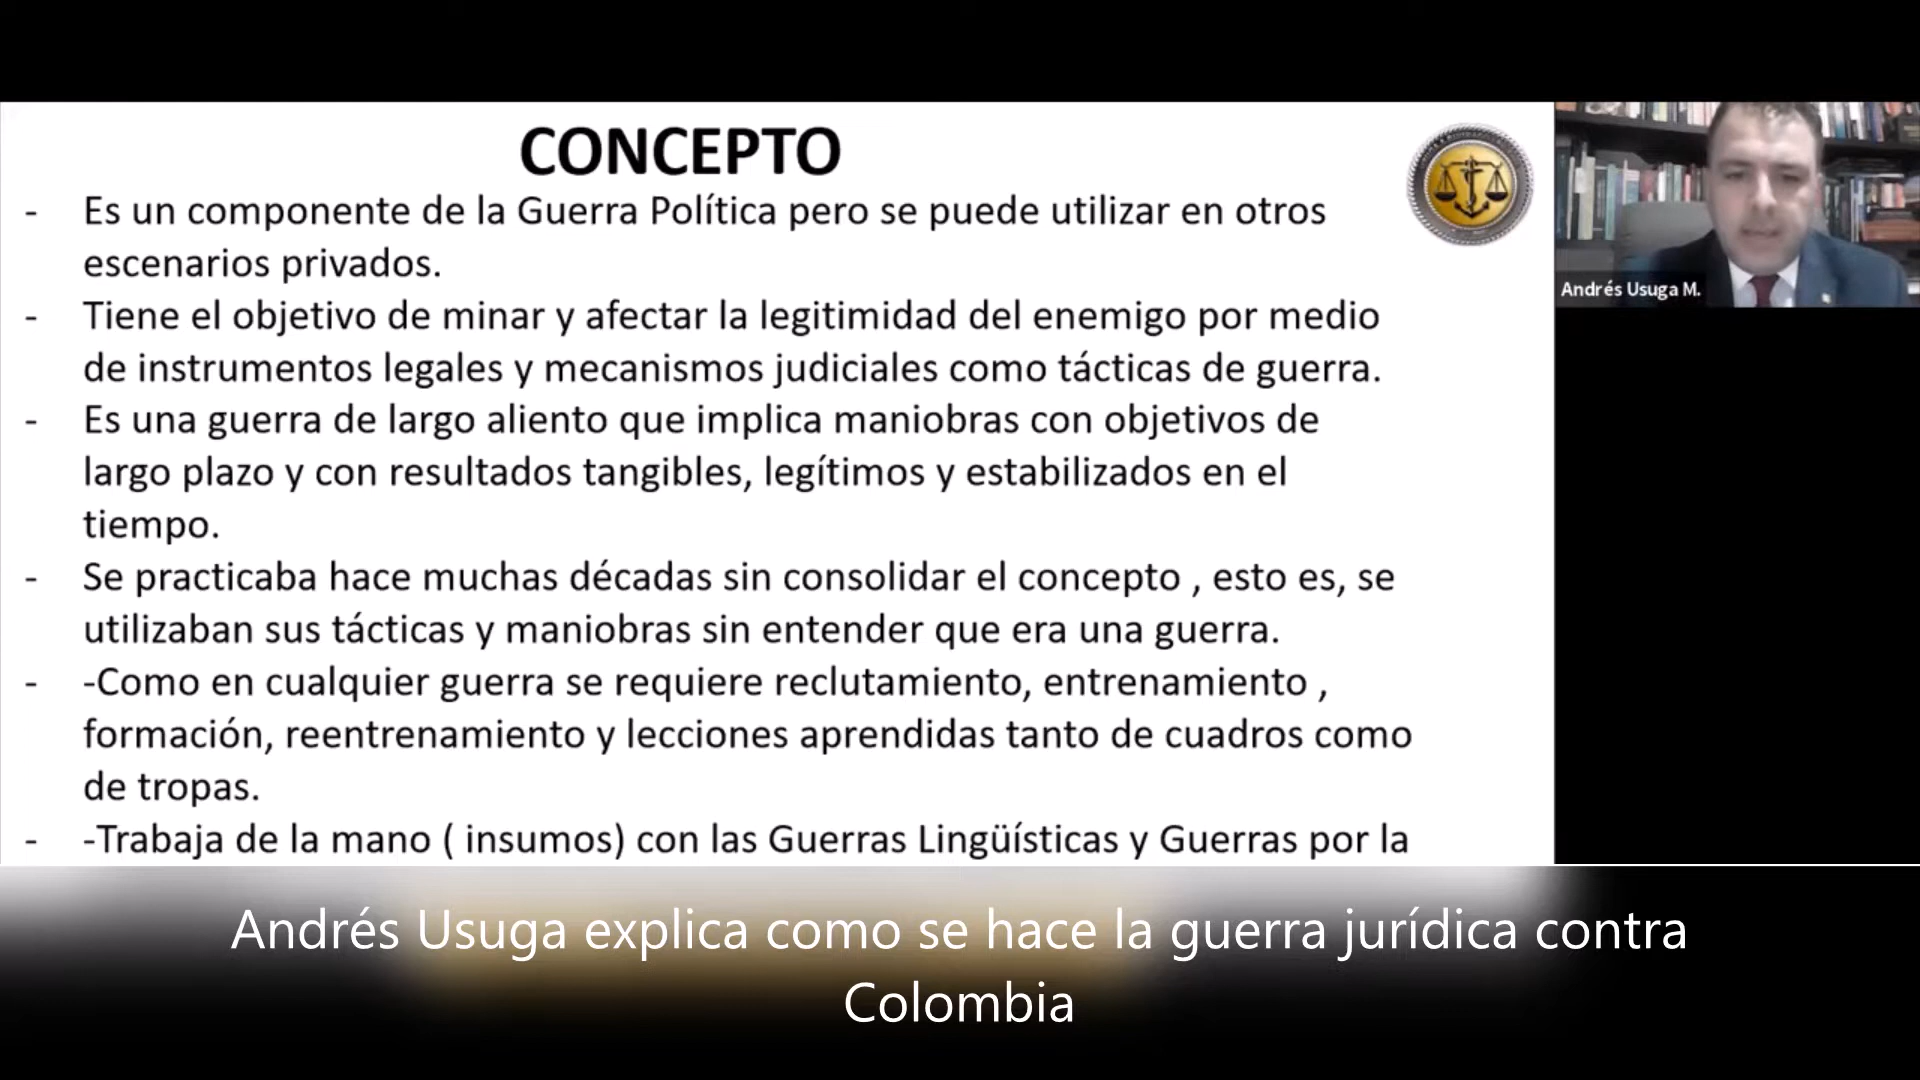 CONCEPTO
- Es un componente de la Guerra Política pero se puede utilizar en otros
escenarios privados.
- Tiene el objetivo de minar y afectar la legitimidad del enemigo por medio
de instrumentos legales y mecanismos judiciales como tácticas de guerra.
- Es una guerra de largo aliento que implica maniobras con objetivos de
largo plazo y con resultados tangibles, legítimos y estabilizados en el
tiempo.
- Se practicaba hace muchas décadas sin consolidar el concepto , esto es, se
utilizaban sus tácticas y maniobras sin entender que era una guerra.
- -Como en cualquier guerra se requiere reclutamiento, entrenamiento ,
formación, reentrenamiento y lecciones aprendidas tanto de cuadros como
de tropas.
- -Trabaja de la mano ( insumos) con las Guerras Lingüísticas y Guerras por la
Andrés Usuga M.
Andrés Usuga explica como se hace la guerra jurídica contra
Colombia